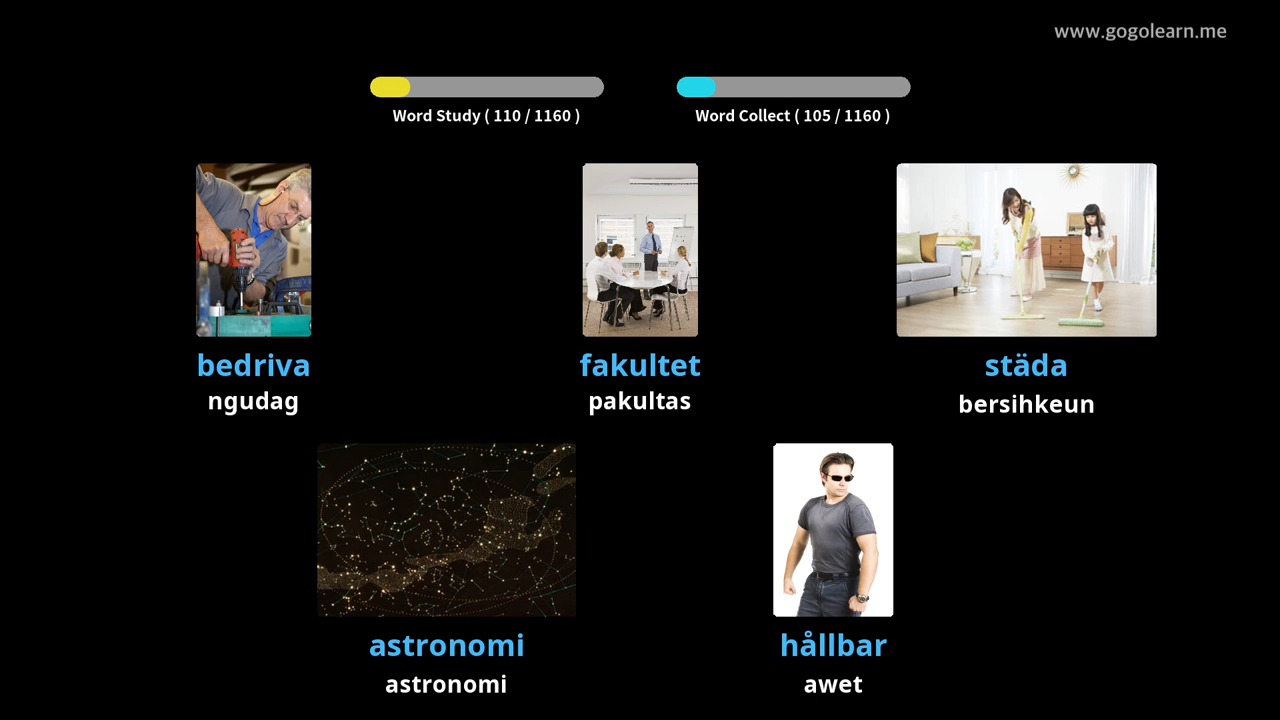 www.gogolearn.me
Word Study ( 110 / 1160 )
Word Collect ( 105 / 1160 )
bedriva
ngudag
fakultet
pakultas
städa
bersihkeun
astronomi
astronomi
hållbar
awet